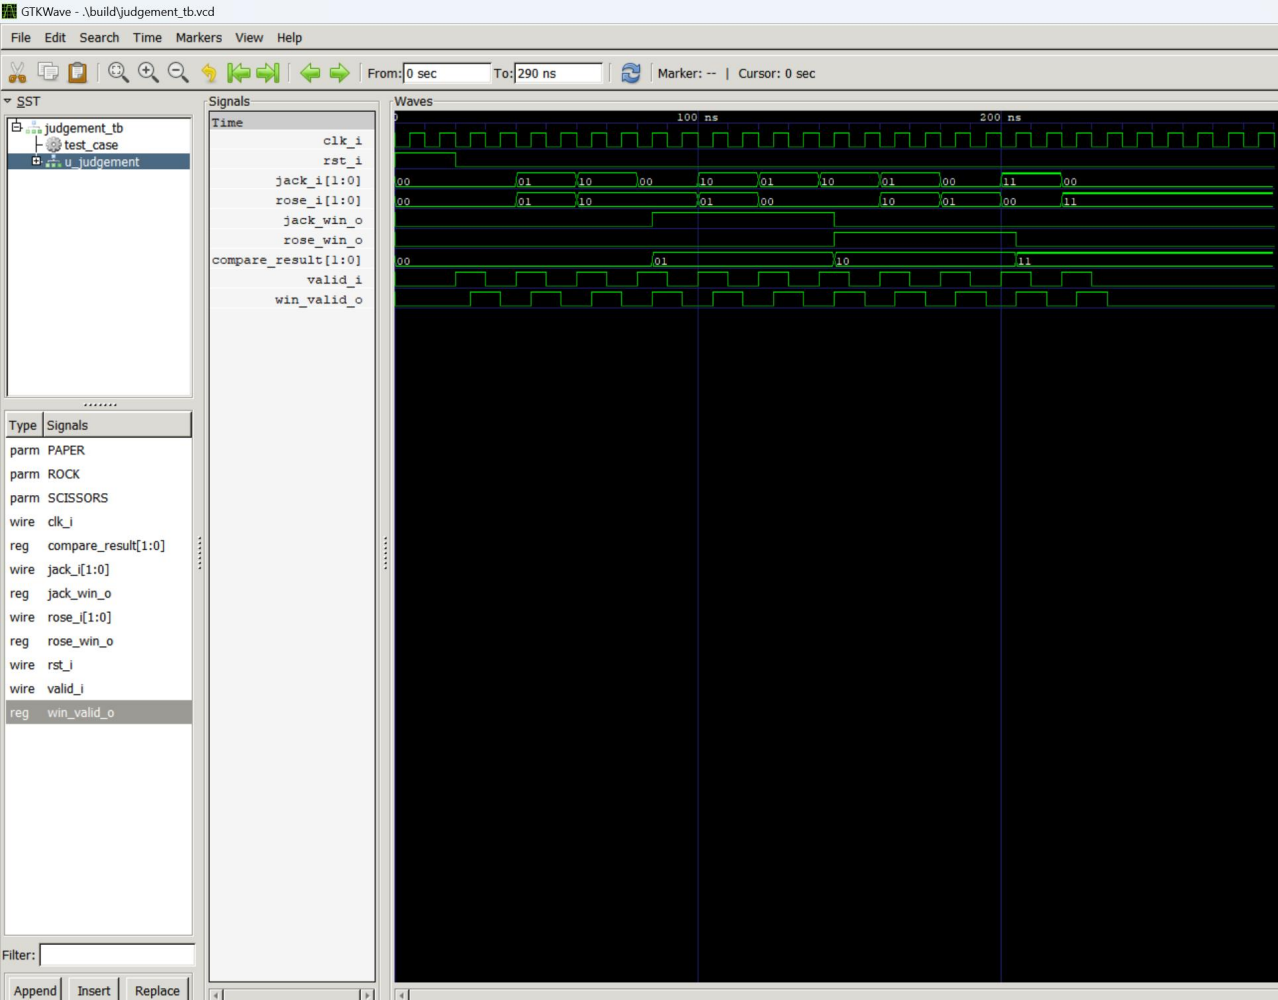 GTKWave - .\build\judgement_tb.vcd
File Edit Search Time Markers View Help
From: 0 sec To: 290 ns Marker: -- | Cursor: 0 sec
SST
judgement_tb
test_case
u_judgement
Type Signals
parm PAPER
parm ROCK
parm SCISSORS
wire clk_i
reg compare_result[1:0]
wire jack_i[1:0]
reg jack_win_o
wire rose_i[1:0]
reg rose_win_o
wire rst_i
wire valid_i
reg win_valid_o
Filter:
Append Insert Replace
Signals
Time
clk_i
rst_i
jack_i[1:0]
rose_i[1:0]
jack_win_o
rose_win_o
compare_result[1:0]
valid_i
win_valid_o
Waves
0 100 ns 200 ns
00 01 10 00 10 01 10 01 00 11 00
00 01 10 01 00 10 01 00 11
00 01 10 11